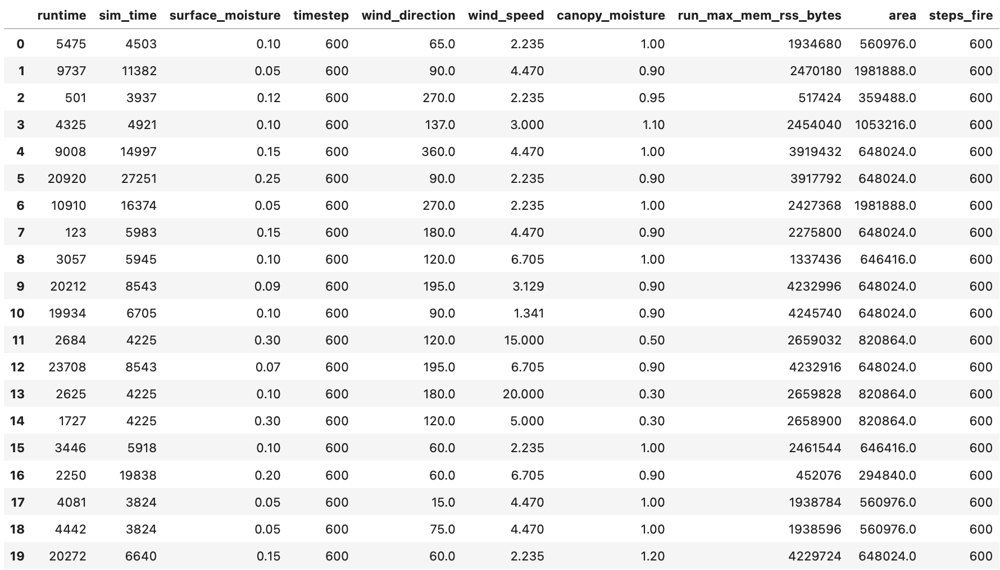 runtime sim_time surface_moisture timestep wind_direction wind_speed canopy_moisture run_max_mem_rss_bytes area steps_fire
0 5475 4503 0.10 600 65.0 2.235 1.00 1934680 560976.0 600
1 9737 11382 0.05 600 90.0 4.470 0.90 2470180 1981888.0 600
2 501 3937 0.12 600 270.0 2.235 0.95 517424 359488.0 600
3 4325 4921 0.10 600 137.0 3.000 1.10 2454040 1053216.0 600
4 9008 14997 0.15 600 360.0 4.470 1.00 3919432 648024.0 600
5 20920 27251 0.25 600 90.0 2.235 0.90 3917792 648024.0 600
6 10910 16374 0.05 600 270.0 2.235 1.00 2427368 1981888.0 600
7 123 5983 0.15 600 180.0 4.470 0.90 2275800 648024.0 600
8 3057 5945 0.10 600 120.0 6.705 1.00 1337436 646416.0 600
9 20212 8543 0.09 600 195.0 3.129 0.90 4232996 648024.0 600
10 19934 6705 0.10 600 90.0 1.341 0.90 4245740 648024.0 600
11 2684 4225 0.30 600 120.0 15.000 0.50 2659032 820864.0 600
12 23708 8543 0.07 600 195.0 6.705 0.90 4232916 648024.0 600
13 2625 4225 0.10 600 180.0 20.000 0.30 2659828 820864.0 600
14 1727 4225 0.30 600 120.0 5.000 0.30 2658900 820864.0 600
15 3446 5918 0.10 600 60.0 2.235 1.00 2461544 646416.0 600
16 2250 19838 0.20 600 60.0 6.705 0.90 452076 294840.0 600
17 4081 3824 0.05 600 15.0 4.470 1.00 1938784 560976.0 600
18 4442 3824 0.05 600 75.0 4.470 1.00 1938596 560976.0 600
19 20272 6640 0.15 600 60.0 2.235 1.20 4229724 648024.0 600